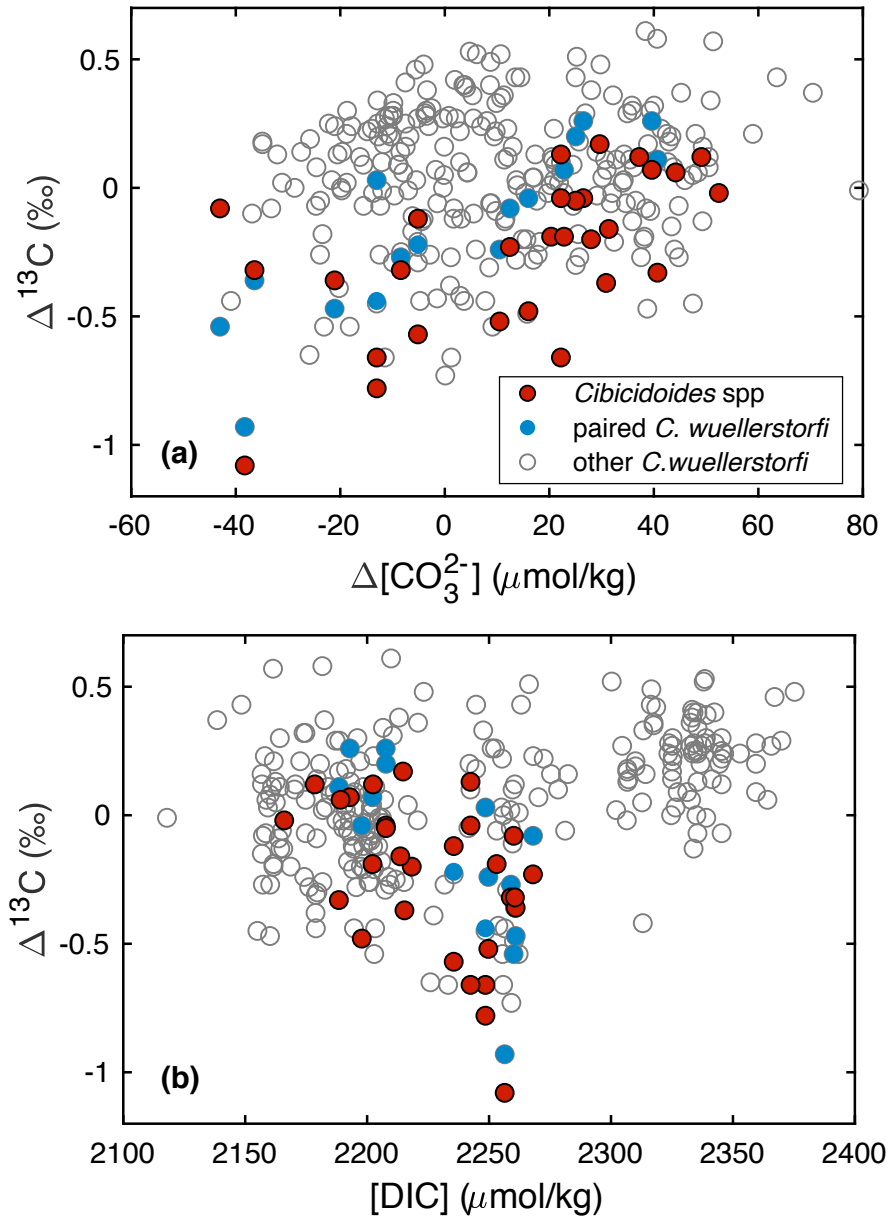 0.5
0
-0.5
-1
Δ ¹³C (‰)
Cibicidoides spp
paired C. wuellerstorfi
other C.wuellerstorfi
(a)
-60 -40 -20 0 20 40 60 80
Δ[CO₃²⁻] (μmol/kg)
0.5
0
-0.5
-1
Δ ¹³C (‰)
(b)
2100 2150 2200 2250 2300 2350 2400
[DIC] (μmol/kg)